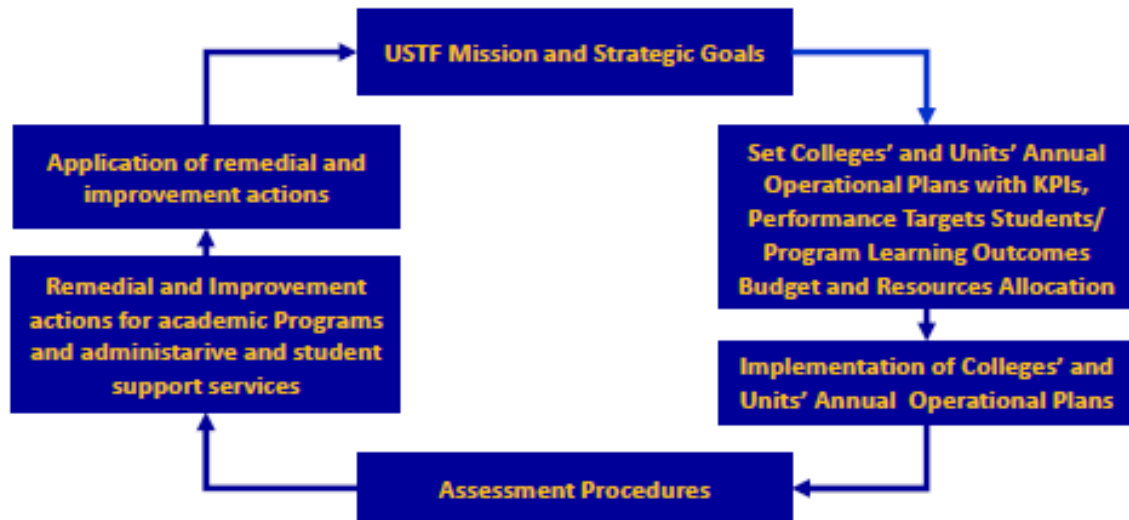 USTF Mission and Strategic Goals
Application of remedial and
improvement actions
Set Colleges’ and Units’ Annual
Operational Plans with KPIs,
Performance Targets Students/
Program Learning Outcomes
Budget and Resources Allocation
Remedial and Improvement
actions for academic Programs
and administarive and student
support services
Implementation of Colleges’ and
Units’ Annual Operational Plans
Assessment Procedures